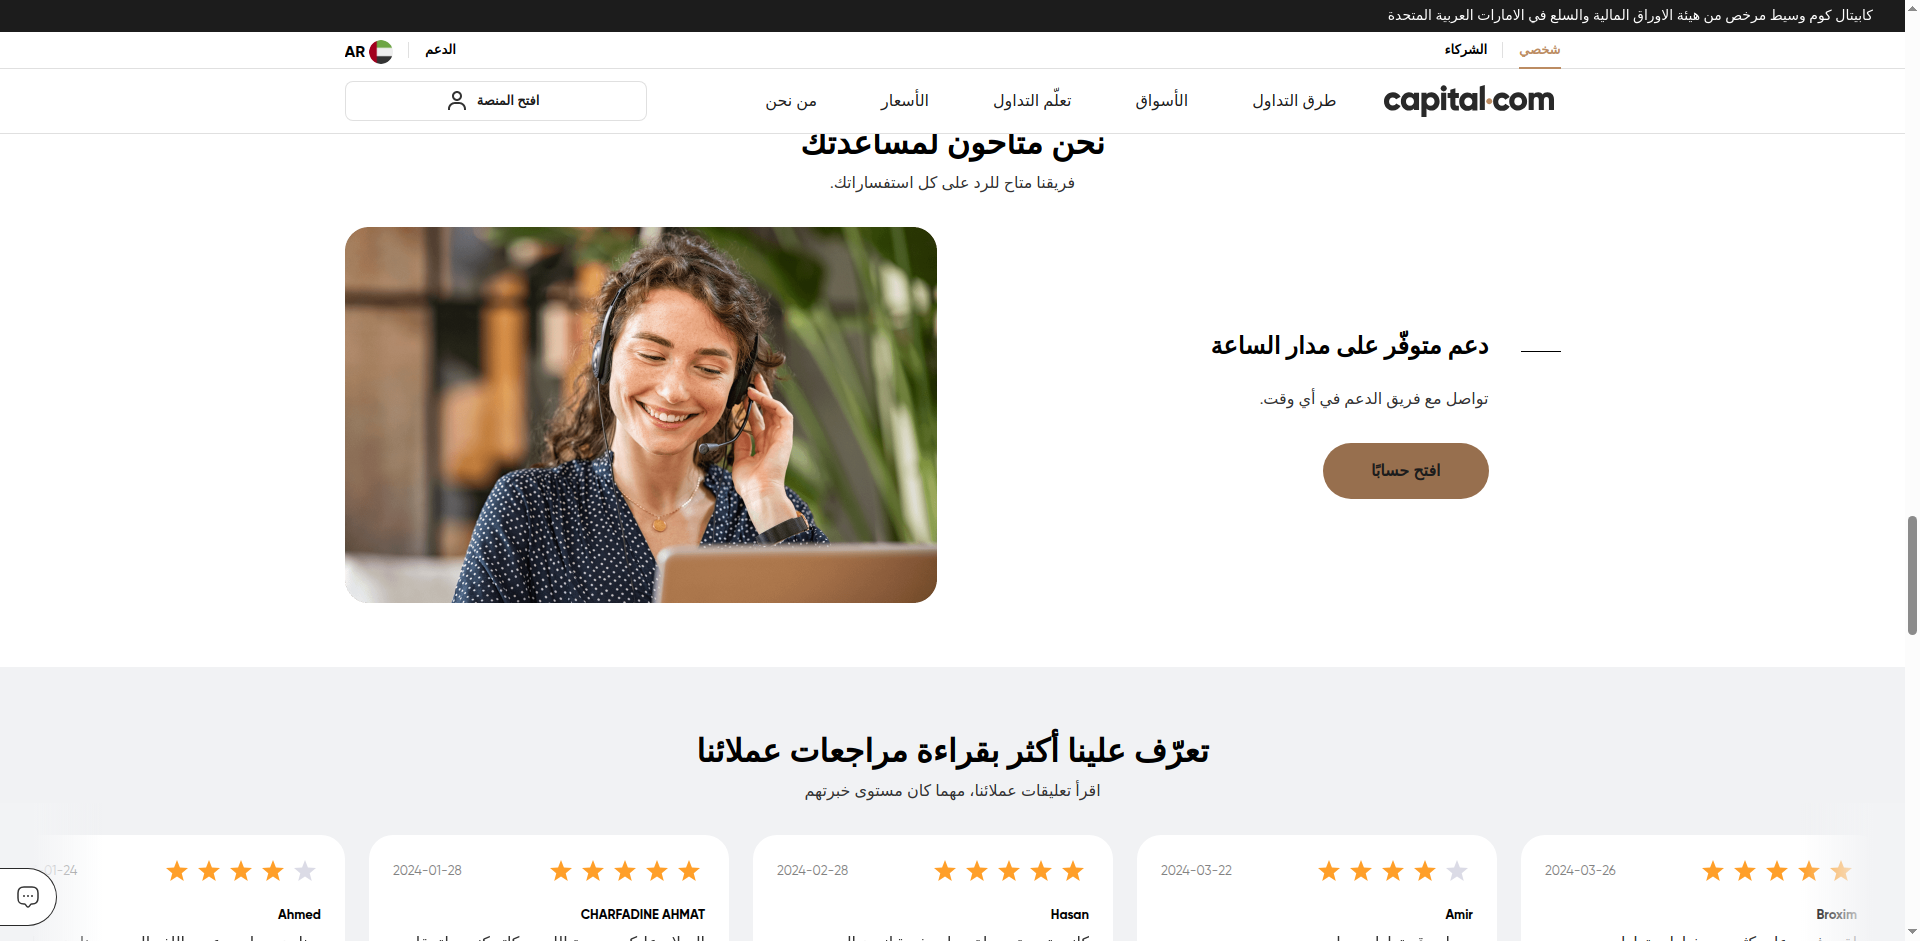 كابيتال كوم وسيط مرخص من هيئة الاوراق المالية والسلع في الامارات العربية المتحدة
شخصي
الشركاء
الدعم
AR
capital.com
طرق التداول
الأسواق
تعلّم التداول
الأسعار
من نحن
افتح المنصة
نحن متاحون لمساعدتك
فريقنا متاح للرد على كل استفساراتك.
دعم متوفّر على مدار الساعة
تواصل مع فريق الدعم في أي وقت.
افتح حسابًا
تعرّف علينا أكثر بقراءة مراجعات عملائنا
اقرأ تعليقات عملائنا، مهما كان مستوى خبرتهم
2024-03-26
Broxim
2024-03-22
Amir
2024-02-28
Hasan
2024-01-28
CHARFADINE AHMAT
01-24
Ahmed